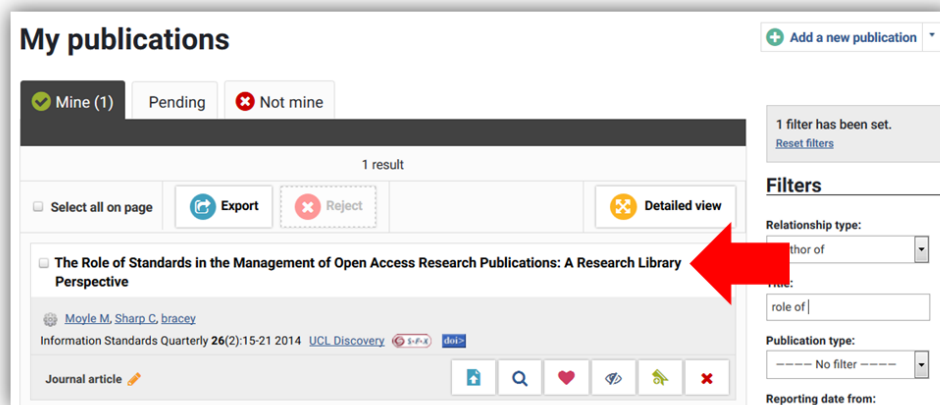 My publications
Add a new publication
Mine (1)
Pending
Not mine
1 filter has been set.
Reset filters
1 result
Filters
Select all on page
Export
Reject
Detailed view
Relationship type:
thor of
The Role of Standards in the Management of Open Access Research Publications: A Research Library
Perspective
Title:
role of
Moyle M, Sharp C, bracey
Information Standards Quarterly 26(2):15-21 2014 UCL Discovery S-F-X doi>
Publication type:
---- No filter ----
Journal article
Reporting date from: